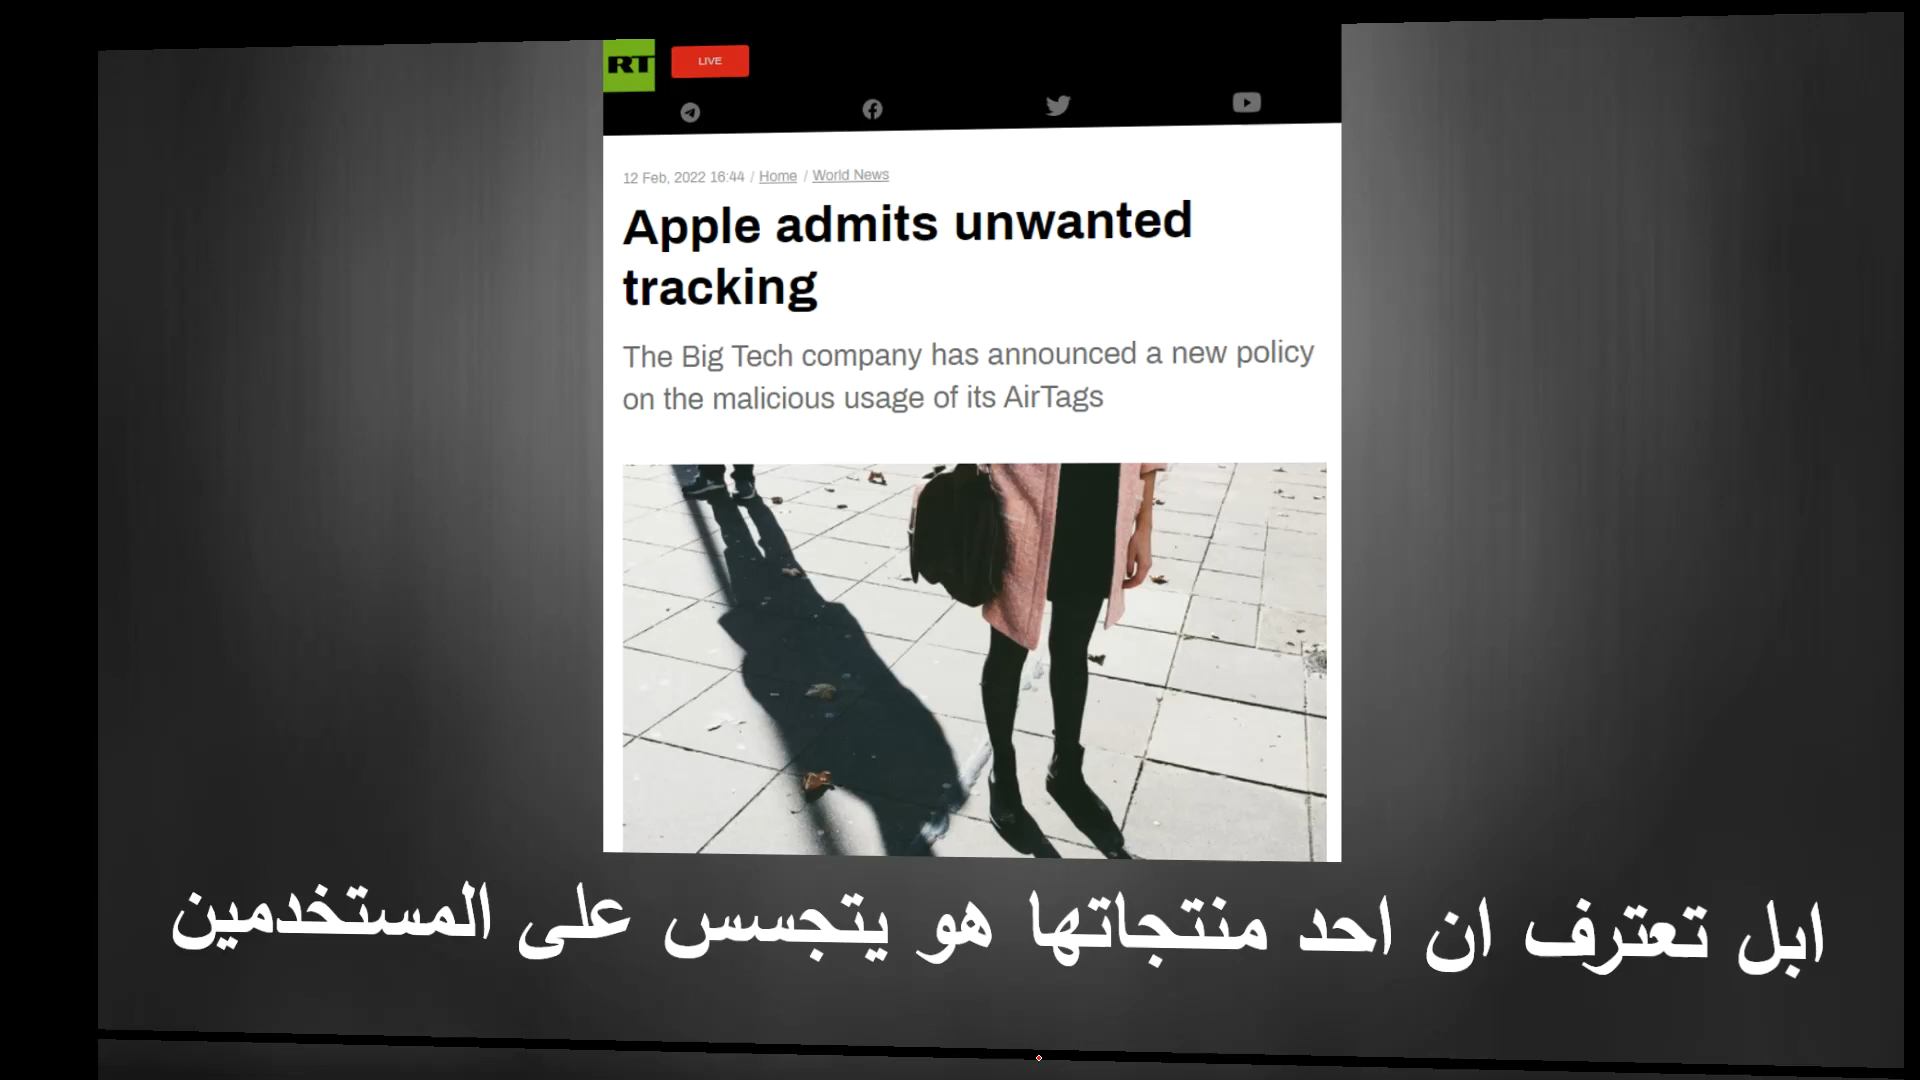 RT
LIVE
12 Feb, 2022 16:44 / Home / World News
Apple admits unwanted
tracking
The Big Tech company has announced a new policy
on the malicious usage of its AirTags
ابل تعترف ان احد منتجاتها هو يتجسس على المستخدمين